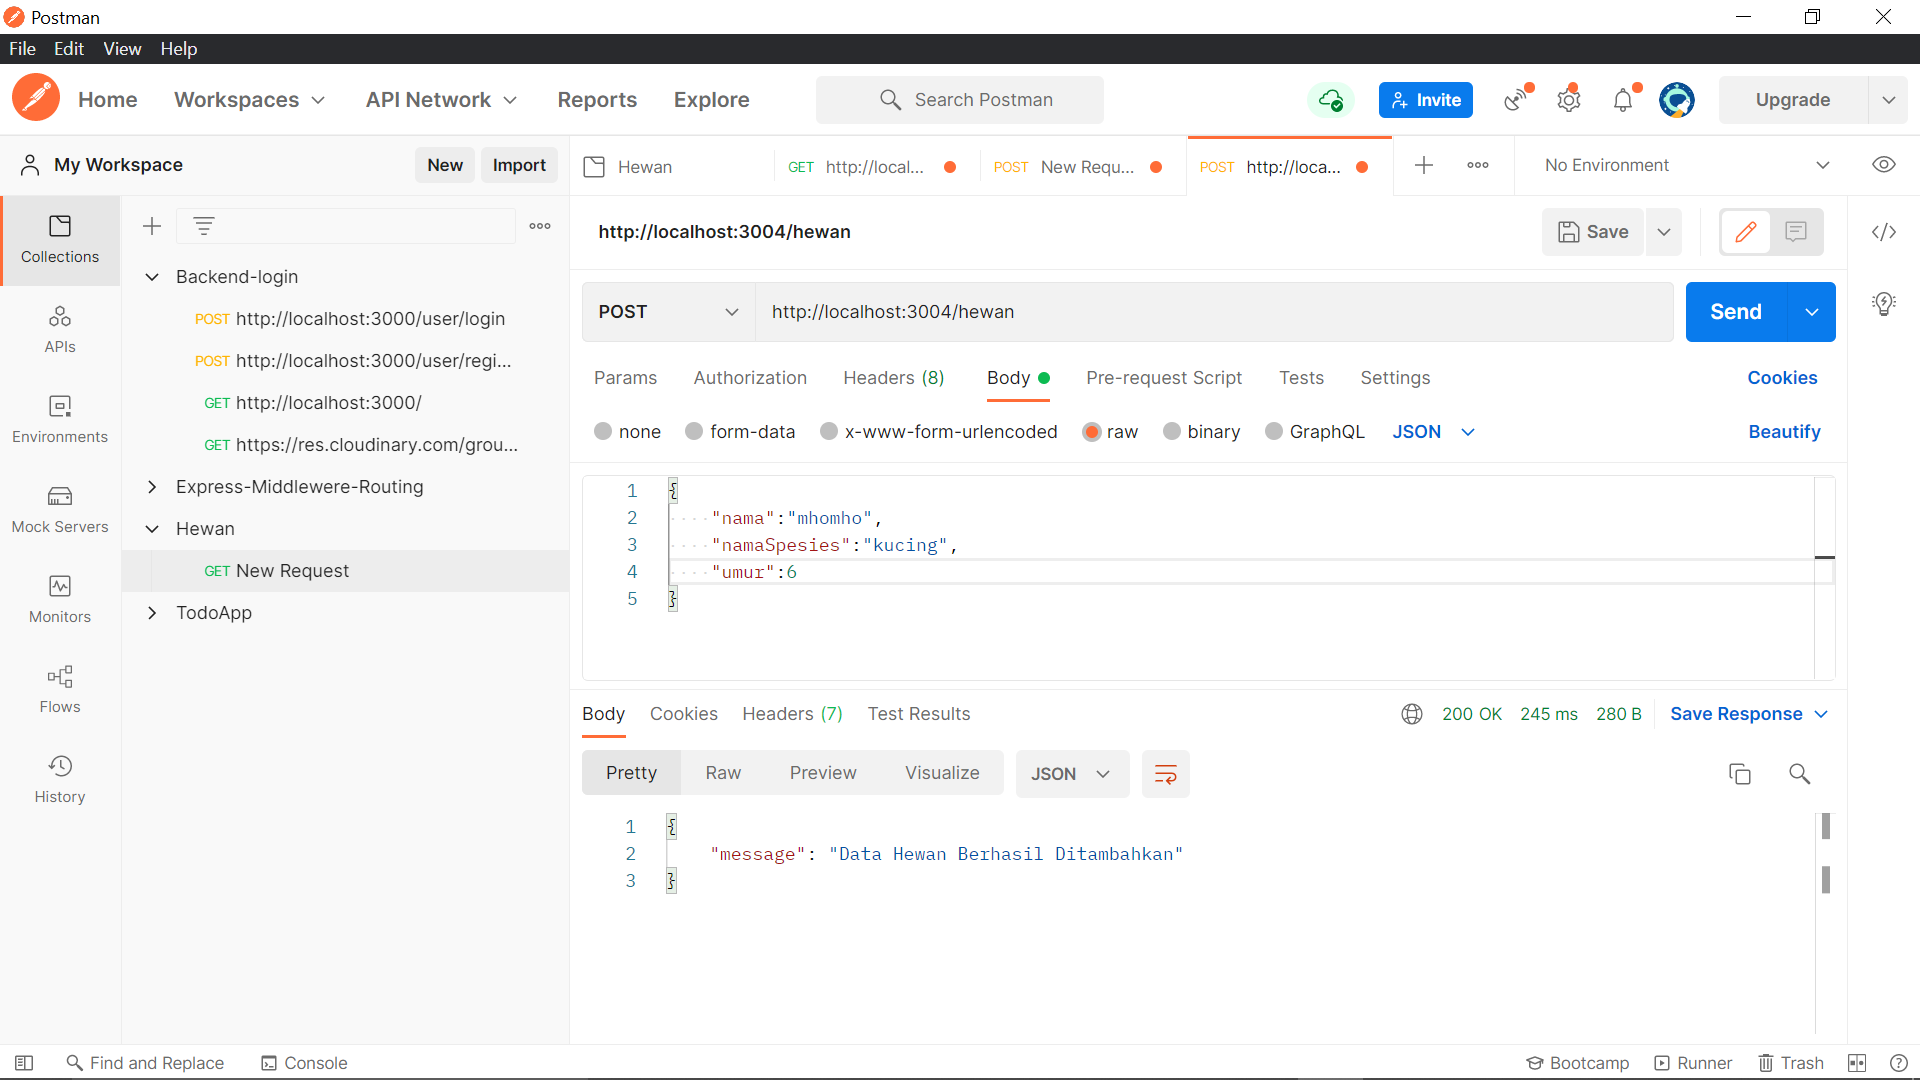 Postman
File Edit View Help
Home Workspaces API Network Reports Explore Search Postman Invite Upgrade
My Workspace New Import
Hewan GET http://local... POST New Requ... POST http://loca... No Environment
Collections
APIs
Environments
Mock Servers
Monitors
Flows
History
Backend-login
POST http://localhost:3000/user/login
POST http://localhost:3000/user/regi...
GET http://localhost:3000/
GET https://res.cloudinary.com/grou...
Express-Middlewere-Routing
Hewan
GET New Request
TodoApp
http://localhost:3004/hewan Save
POST http://localhost:3004/hewan Send
Params Authorization Headers (8) Body Pre-request Script Tests Settings Cookies
none form-data x-www-form-urlencoded raw binary GraphQL JSON Beautify
1 {
2 "nama":"mhomho",
3 "namaSpesies":"kucing",
4 "umur":6
5 }
Body Cookies Headers (7) Test Results 200 OK 245 ms 280 B Save Response
Pretty Raw Preview Visualize JSON
1 {
2 "message": "Data Hewan Berhasil Ditambahkan"
3 }
Find and Replace Console Bootcamp Runner Trash